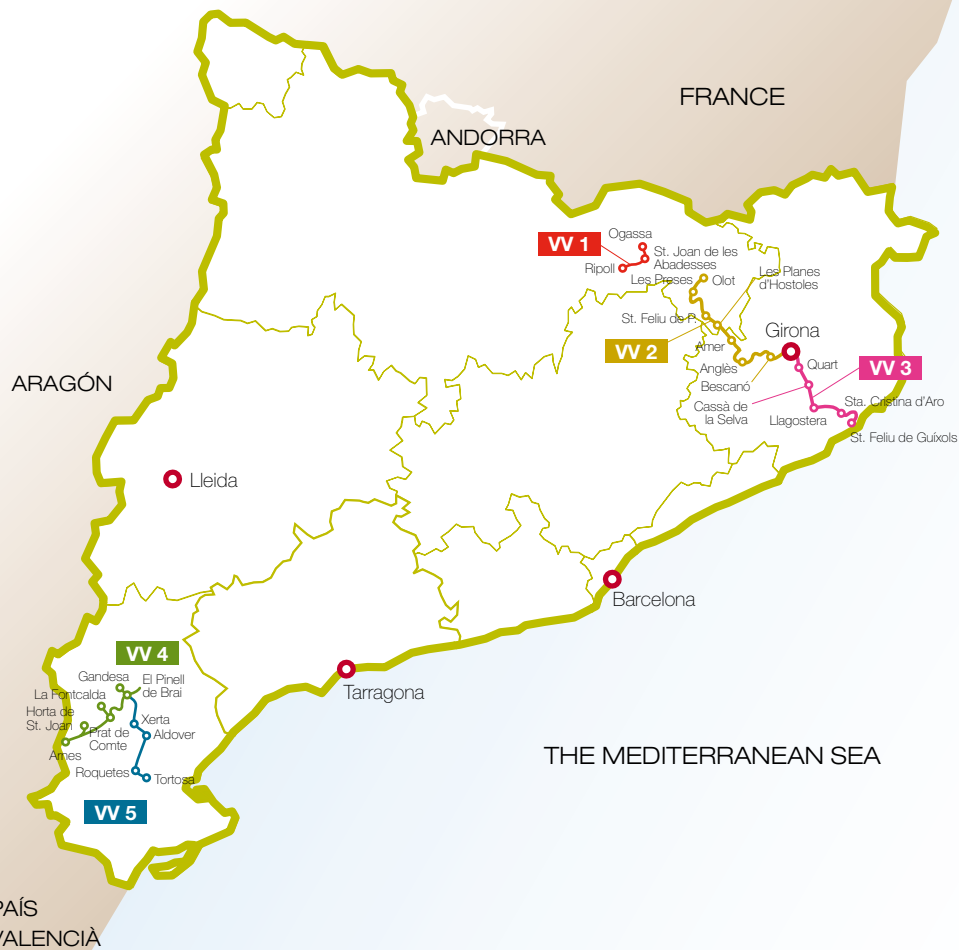 FRANCE
ANDORRA
VV 1
Ogassa
St. Joan de les
Abadesses
Ripoll
Les Preses
Olot
Les Planes
d'Hostoles
St. Feliu de P.
VV 2
Amer
Girona
Anglès
Bescanó
Quart
VV 3
Cassà de
la Selva
Llagostera
Sta. Cristina d'Aro
St. Feliu de Guíxols
ARAGÓN
Lleida
Barcelona
Tarragona
VV 4
Gandesa
El Pinell
de Brai
La Fontcalda
Horta de
St. Joan
Prat de
Comte
Xerta
Aldover
Arnes
Roquetes
Tortosa
VV 5
THE MEDITERRANEAN SEA
PAÍS
VALENCIÀ